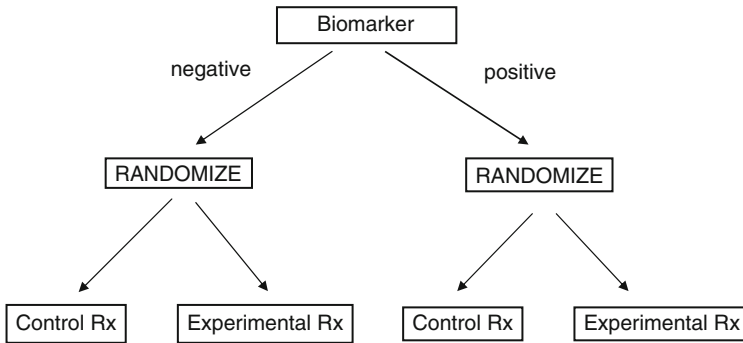 Biomarker
negative
positive
RANDOMIZE
RANDOMIZE
Control Rx
Experimental Rx
Control Rx
Experimental Rx